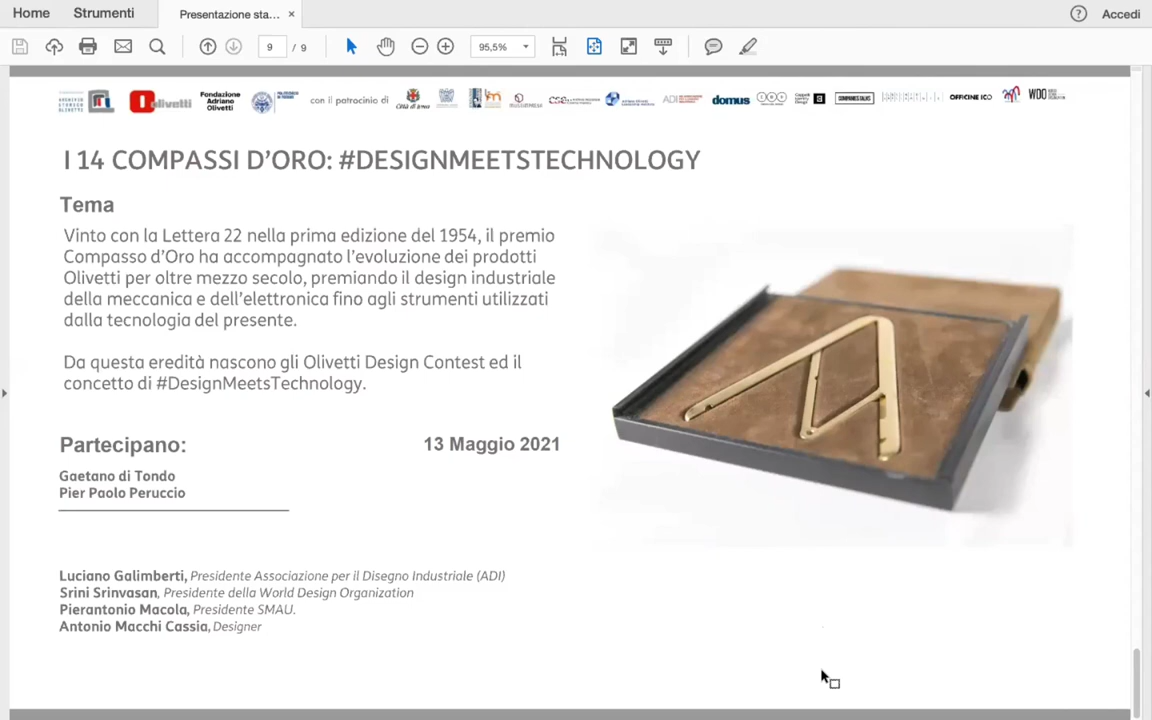 Home
Strumenti
Presentazione sta... ×
Accedi
9 / 9
95,5%
olivetti
Fondazione
Adriano
Olivetti
con il patrocinio di
Città di Ivrea
domus
OFFICINE ICO
WDO
I 14 COMPASSI D’ORO: #DESIGNMEETSTECHNOLOGY
Tema
Vinto con la Lettera 22 nella prima edizione del 1954, il premio
Compasso d’Oro ha accompagnato l’evoluzione dei prodotti
Olivetti per oltre mezzo secolo, premiando il design industriale
della meccanica e dell’elettronica fino agli strumenti utilizzati
dalla tecnologia del presente.
Da questa eredità nascono gli Olivetti Design Contest ed il
concetto di #DesignMeetsTechnology.
Partecipano:
13 Maggio 2021
Gaetano di Tondo
Pier Paolo Peruccio
Luciano Galimberti, Presidente Associazione per il Disegno Industriale (ADI)
Srini Srinvasan, Presidente della World Design Organization
Pierantonio Macola, Presidente SMAU.
Antonio Macchi Cassia, Designer